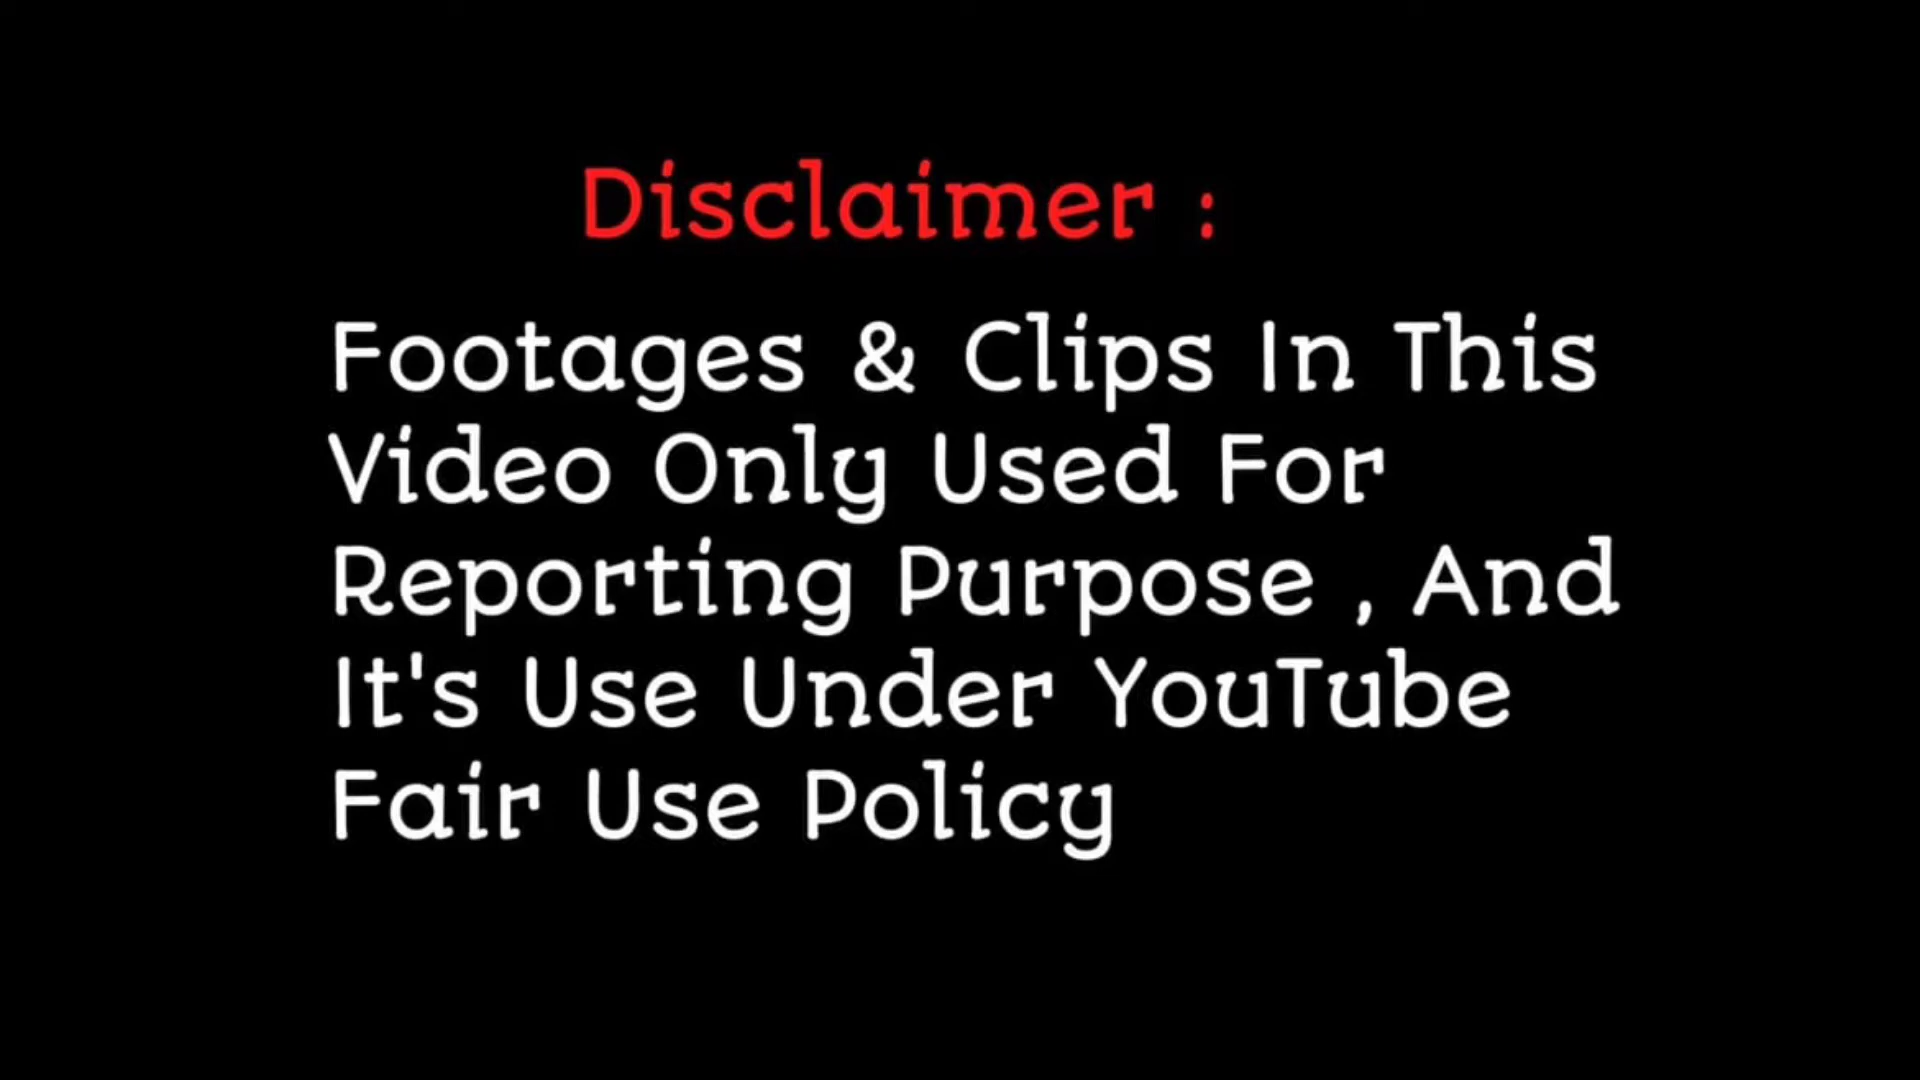 Disclaimer :
Footages & Clips In This
Video Only Used For
Reporting Purpose , And
It's Use Under YouTube
Fair Use Policy